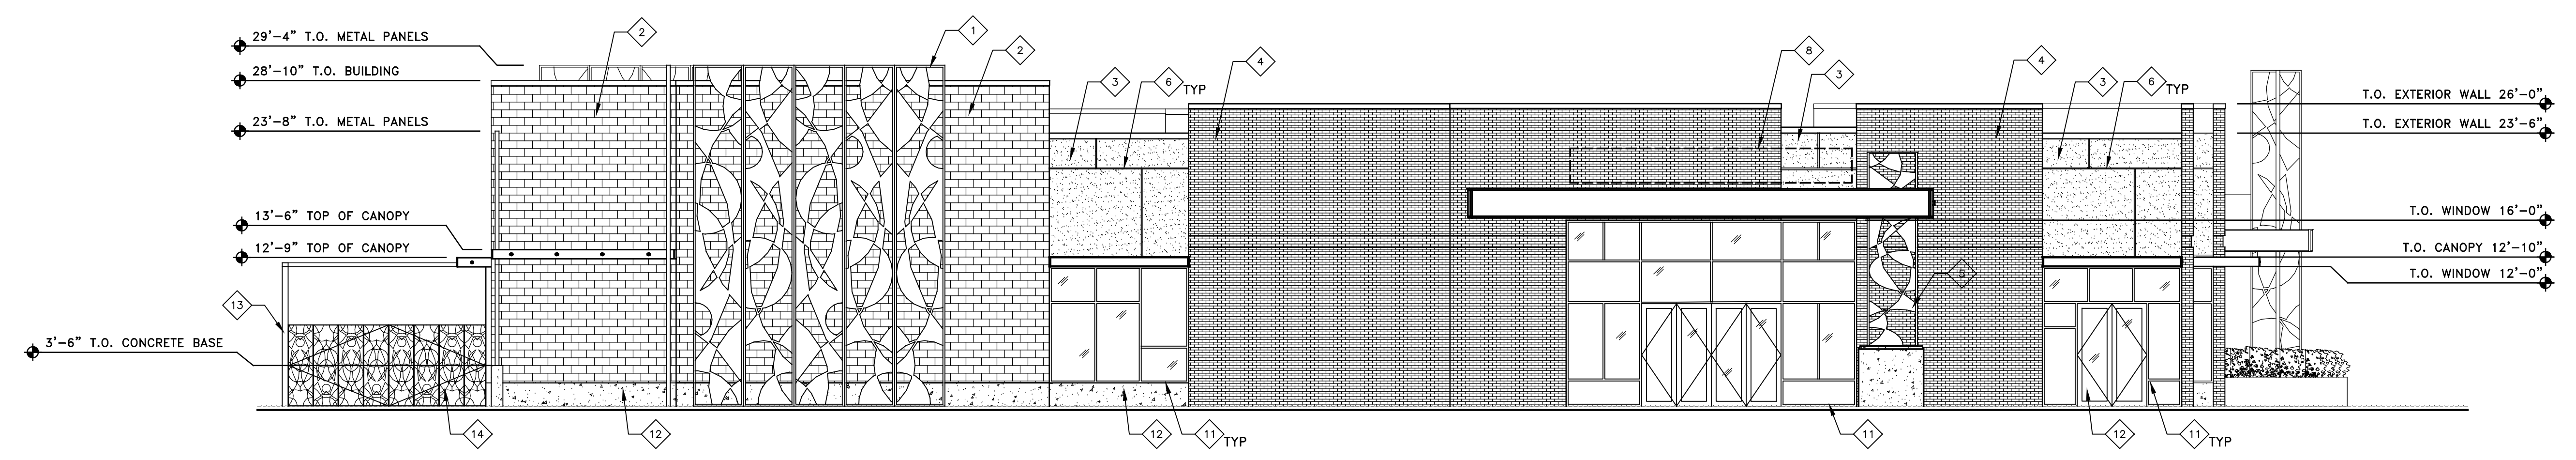 29'-4" T.O. METAL PANELS
28'-10" T.O. BUILDING
23'-8" T.O. METAL PANELS
13'-6" TOP OF CANOPY
12'-9" TOP OF CANOPY
3'-6" T.O. CONCRETE BASE
13
14
2
1
2
12
3
6 TYP
4
12
11 TYP
8
3
4
5
11
3
6 TYP
12
11 TYP
T.O. EXTERIOR WALL 26'-0"
T.O. EXTERIOR WALL 23'-6"
T.O. WINDOW 16'-0"
T.O. CANOPY 12'-10"
T.O. WINDOW 12'-0"